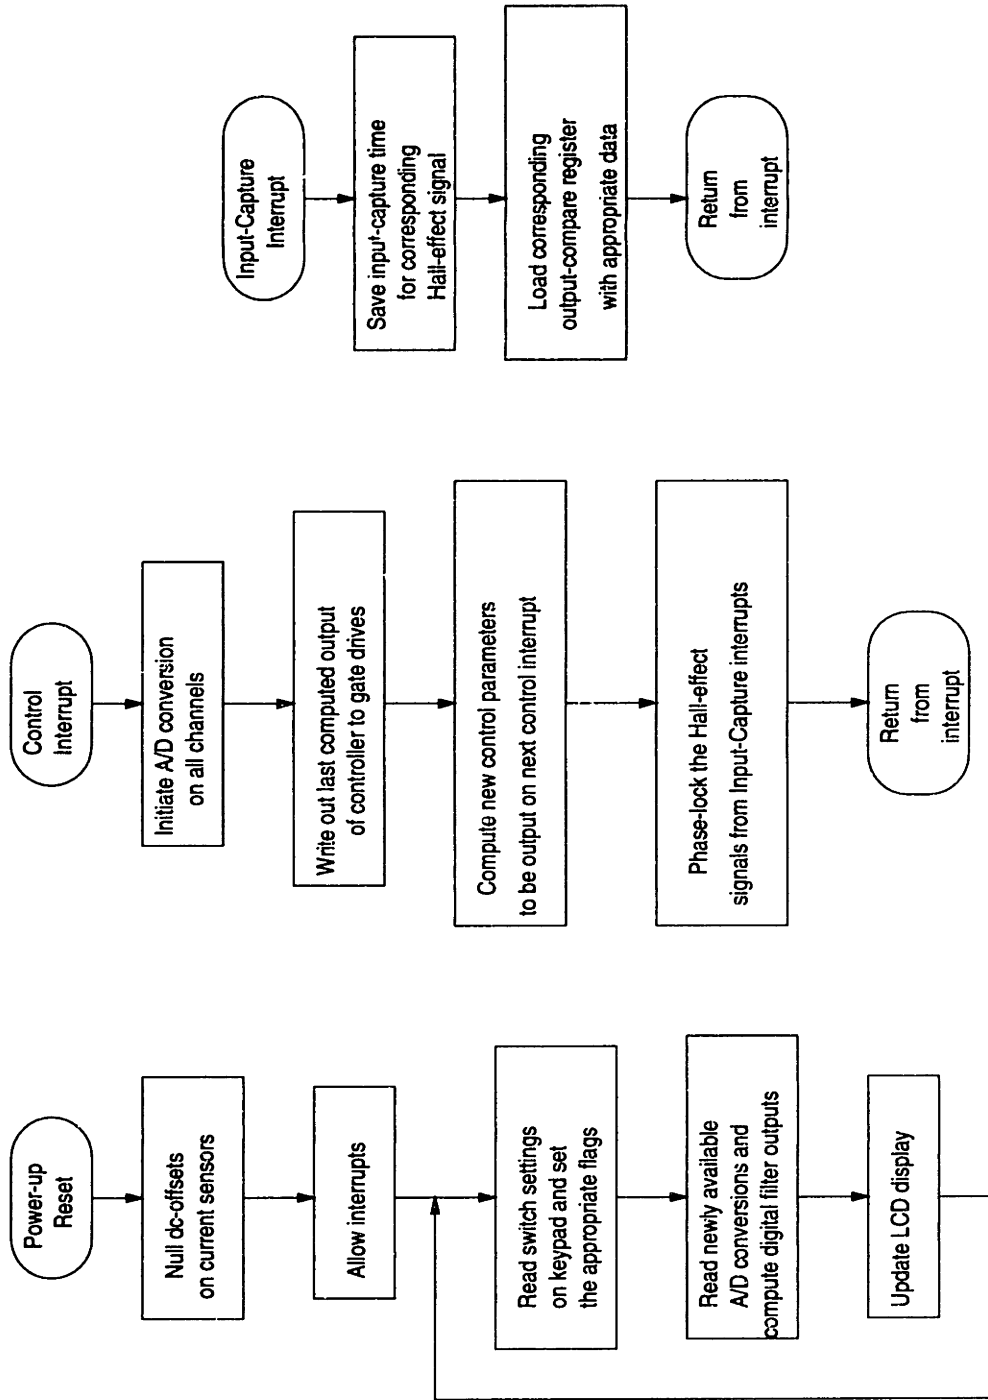 Power-up
Reset
Null dc-offsets
on current sensors
Allow interrupts
Read switch settings
on keypad and set
the appropriate flags
Read newly available
A/D conversions and
compute digital filter outputs
Update LCD display
Control
Interrupt
Initiate A/D conversion
on all channels
Write out last computed output
of controller to gate drives
Compute new control parameters
to be output on next control interrupt
Phase-lock the Hall-effect
signals from Input-Capture interrupts
Return
from
interrupt
Input-Capture
Interrupt
Save input-capture time
for corresponding
Hall-effect signal
Load corresponding
output-compare register
with appropriate data
Return
from
interrupt